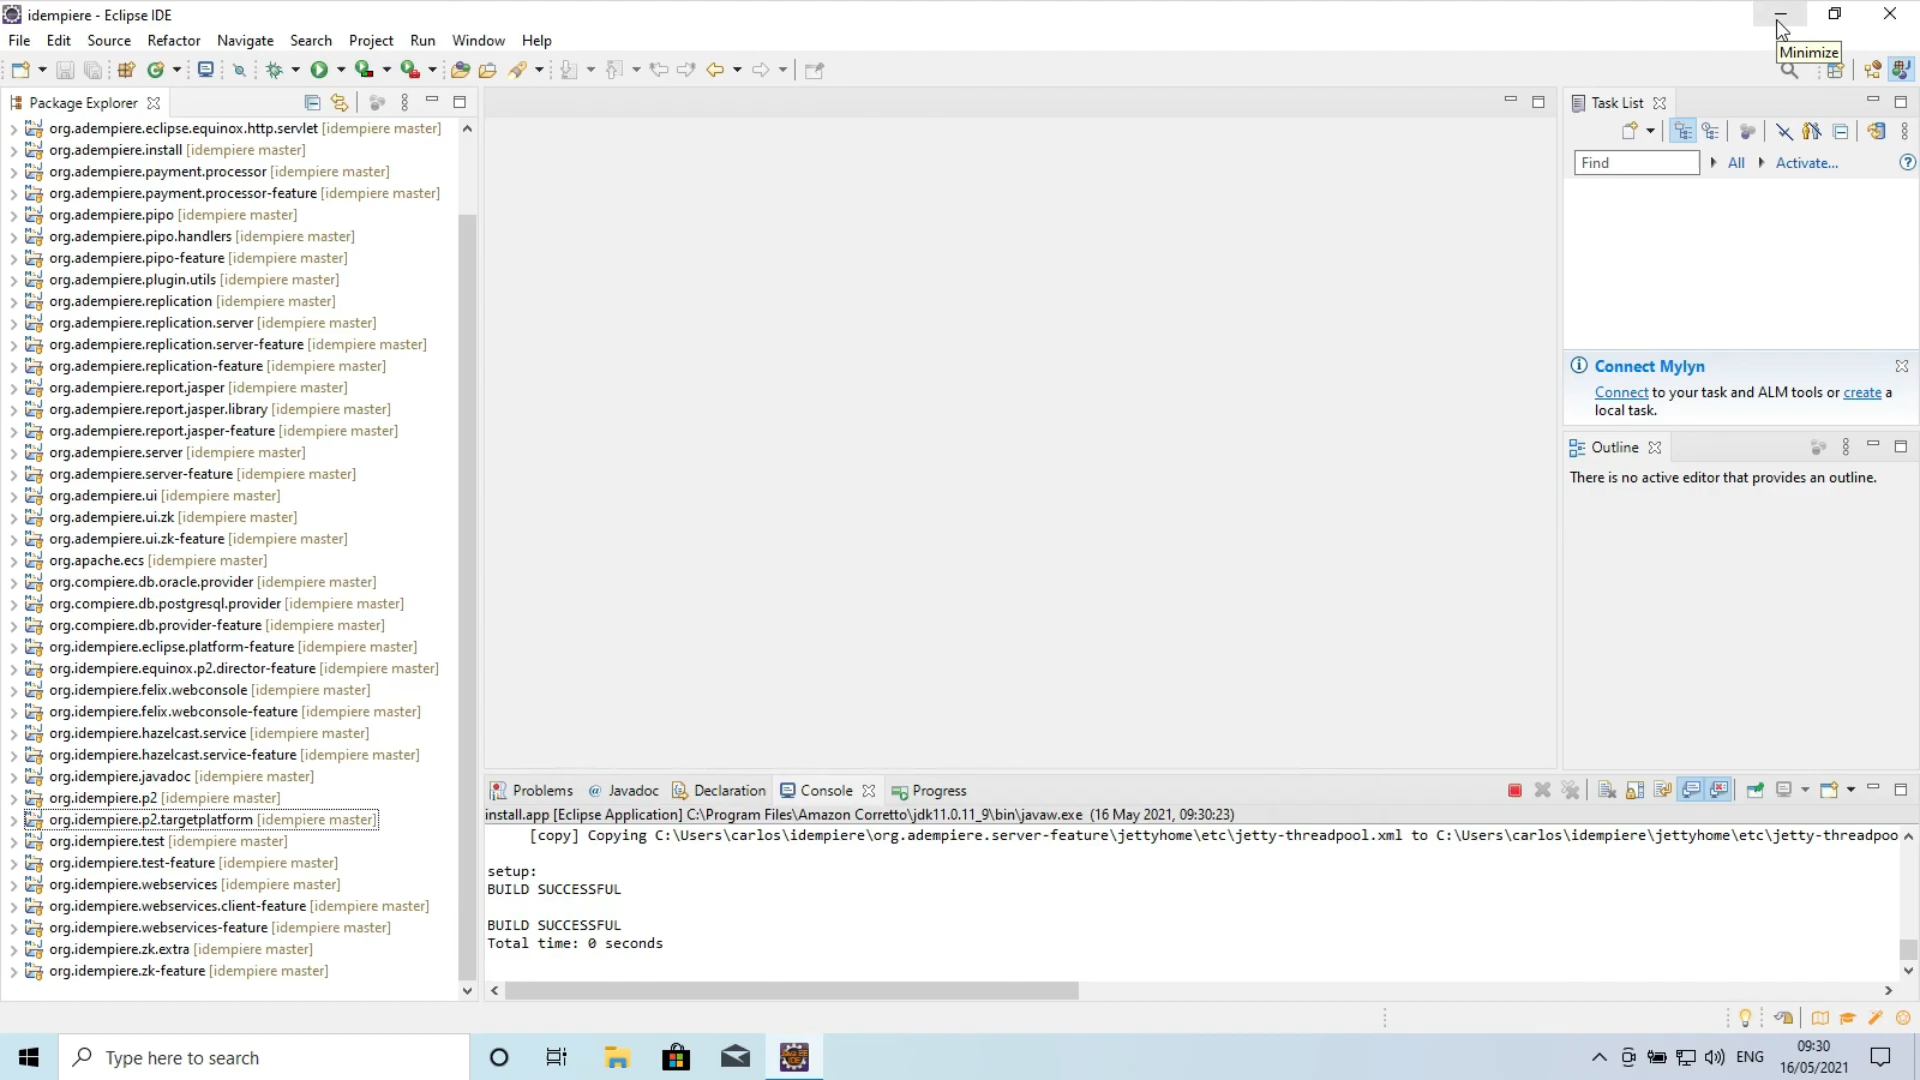 idempiere - Eclipse IDE
File Edit Source Refactor Navigate Search Project Run Window Help
Minimize
Package Explorer
org.adempiere.eclipse.equinox.http.servlet [idempiere master]
org.adempiere.install [idempiere master]
org.adempiere.payment.processor [idempiere master]
org.adempiere.payment.processor-feature [idempiere master]
org.adempiere.pipo [idempiere master]
org.adempiere.pipo.handlers [idempiere master]
org.adempiere.pipo-feature [idempiere master]
org.adempiere.plugin.utils [idempiere master]
org.adempiere.replication [idempiere master]
org.adempiere.replication.server [idempiere master]
org.adempiere.replication.server-feature [idempiere master]
org.adempiere.replication-feature [idempiere master]
org.adempiere.report.jasper [idempiere master]
org.adempiere.report.jasper.library [idempiere master]
org.adempiere.report.jasper-feature [idempiere master]
org.adempiere.server [idempiere master]
org.adempiere.server-feature [idempiere master]
org.adempiere.ui [idempiere master]
org.adempiere.ui.zk [idempiere master]
org.adempiere.ui.zk-feature [idempiere master]
org.apache.ecs [idempiere master]
org.compiere.db.oracle.provider [idempiere master]
org.compiere.db.postgresql.provider [idempiere master]
org.compiere.db.provider-feature [idempiere master]
org.idempiere.eclipse.platform-feature [idempiere master]
org.idempiere.equinox.p2.director-feature [idempiere master]
org.idempiere.felix.webconsole [idempiere master]
org.idempiere.felix.webconsole-feature [idempiere master]
org.idempiere.hazelcast.service [idempiere master]
org.idempiere.hazelcast.service-feature [idempiere master]
org.idempiere.javadoc [idempiere master]
org.idempiere.p2 [idempiere master]
org.idempiere.p2.targetplatform [idempiere master]
org.idempiere.test [idempiere master]
org.idempiere.test-feature [idempiere master]
org.idempiere.webservices [idempiere master]
org.idempiere.webservices.client-feature [idempiere master]
org.idempiere.webservices-feature [idempiere master]
org.idempiere.zk.extra [idempiere master]
org.idempiere.zk-feature [idempiere master]
Task List
Find All Activate...
Connect Mylyn
Connect to your task and ALM tools or create a
local task.
Outline
There is no active editor that provides an outline.
Problems Javadoc Declaration Console Progress
install.app [Eclipse Application] C:\Program Files\Amazon Corretto\jdk11.0.11_9\bin\javaw.exe (16 May 2021, 09:30:23)
[copy] Copying C:\Users\carlos\idempiere\org.adempiere.server-feature\jettyhome\etc\jetty-threadpool.xml to C:\Users\carlos\idempiere\jettyhome\etc\jetty-threadpoo
setup:
BUILD SUCCESSFUL
BUILD SUCCESSFUL
Total time: 0 seconds
Type here to search
ENG
09:30
16/05/2021